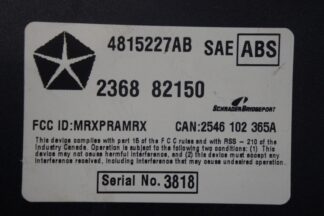 4815227AB SAE ABS
2368 82150
SCHRADER BRIDGEPORT
FCC ID:MRXPRAMRX CAN:2546 102 365A
This device compiles with part 15 of the F C C rules and with RSS – 210 of the
Industry Canada. Operation is subject to the following two conditions: (1) This
device may not cause harmful interference, and (2) this device must accept any
interference received, including interference that may cause undesired operation.
Serial No. 3818